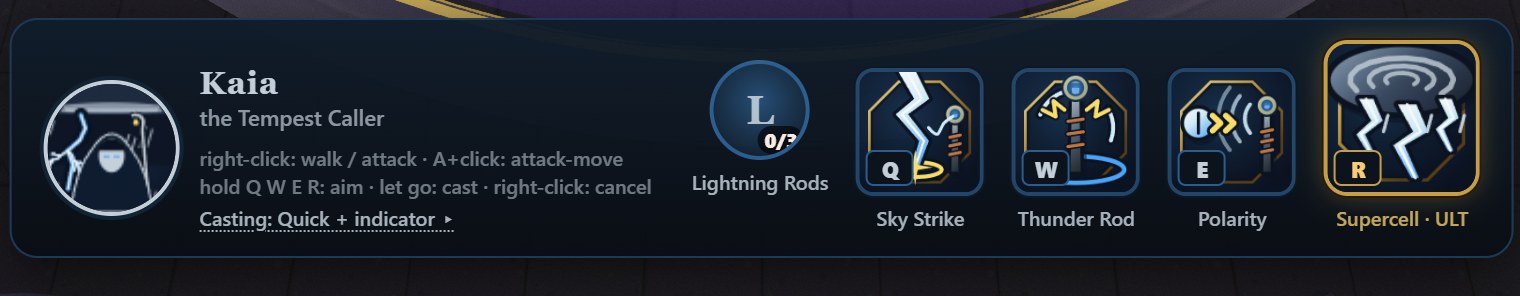 Kaia
the Tempest Caller
right-click: walk / attack · A+click: attack-move
hold Q W E R: aim · let go: cast · right-click: cancel
Casting: Quick + indicator ▸
L
0/3
Lightning Rods
Q
Sky Strike
W
Thunder Rod
E
Polarity
R
Supercell · ULT